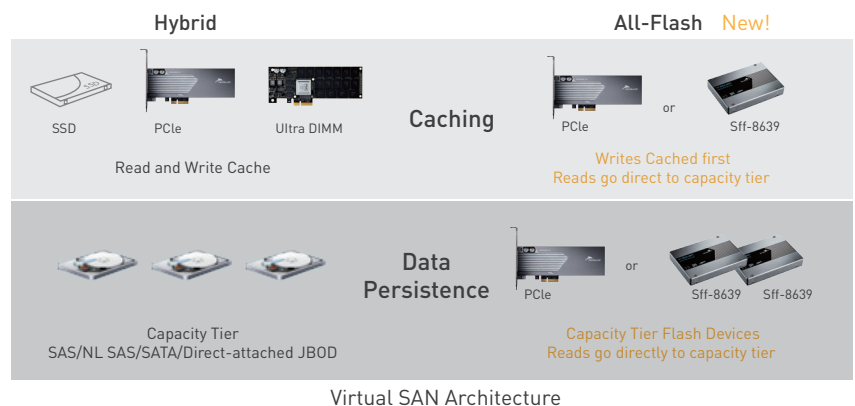 Hybrid
All-Flash New!
SSD
SSD
PCIe
Ultra DIMM
Caching
PCIe
or
Sff-8639
Read and Write Cache
Writes Cached first
Reads go direct to capacity tier
Data
Persistence
PCIe
or
Sff-8639
Sff-8639
Capacity Tier
SAS/NL SAS/SATA/Direct-attached JBOD
Capacity Tier Flash Devices
Reads go directly to capacity tier
Virtual SAN Architecture